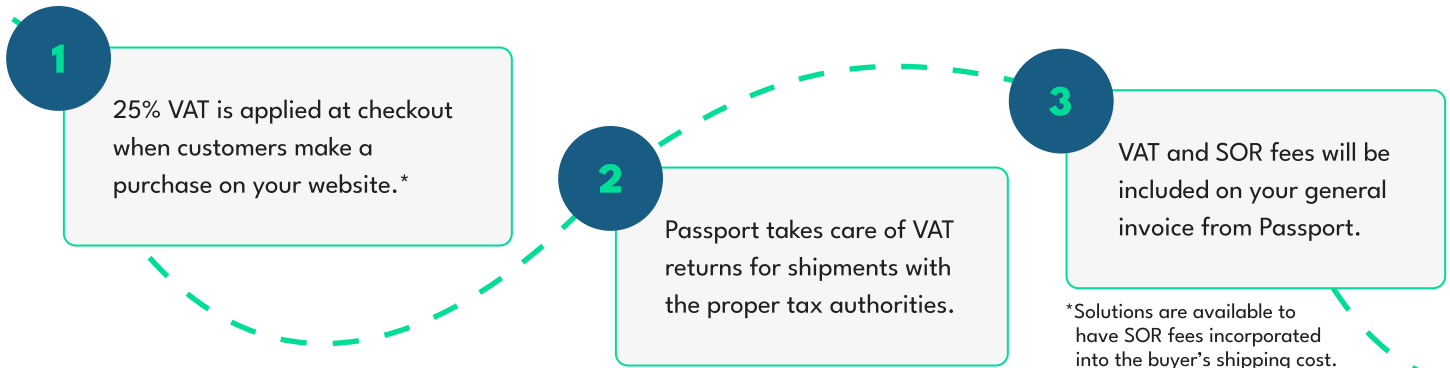 1
25% VAT is applied at checkout
when customers make a
purchase on your website.*
2
Passport takes care of VAT
returns for shipments with
the proper tax authorities.
3
VAT and SOR fees will be
included on your general
invoice from Passport.
*Solutions are available to
have SOR fees incorporated
into the buyer’s shipping cost.